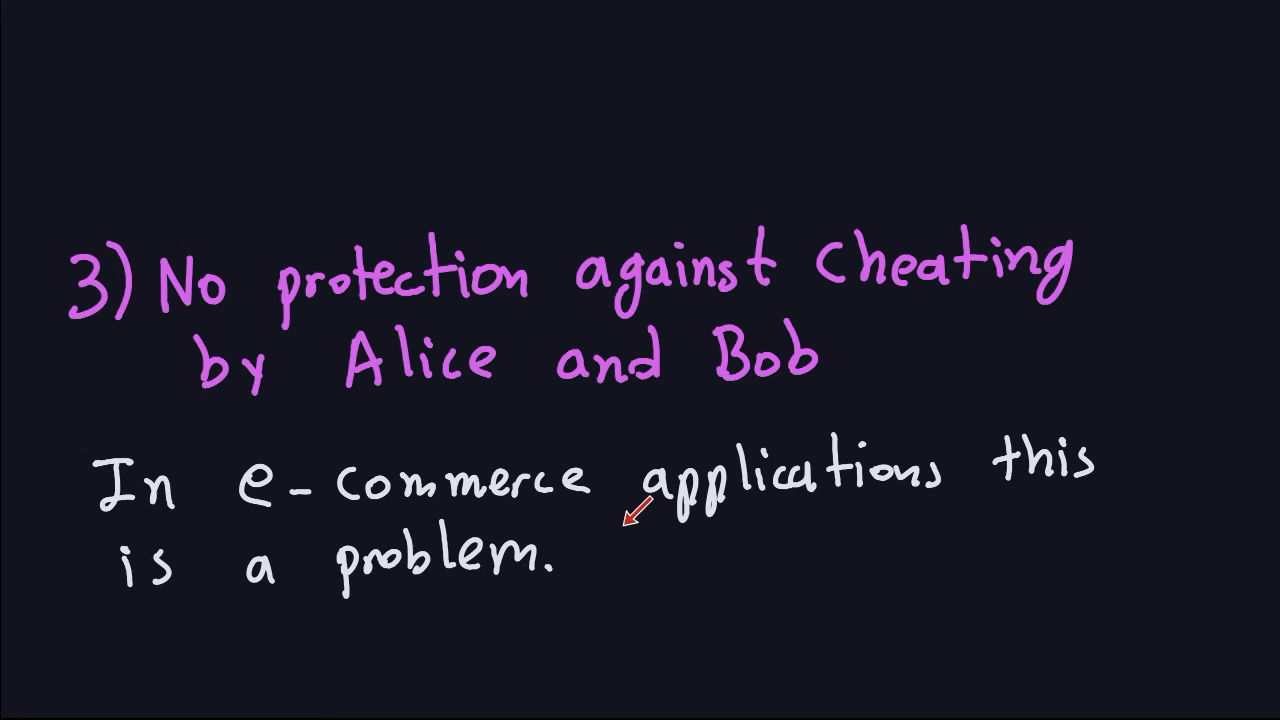 3) No protection against cheating
by Alice and Bob
In e-commerce applications this
is a problem.